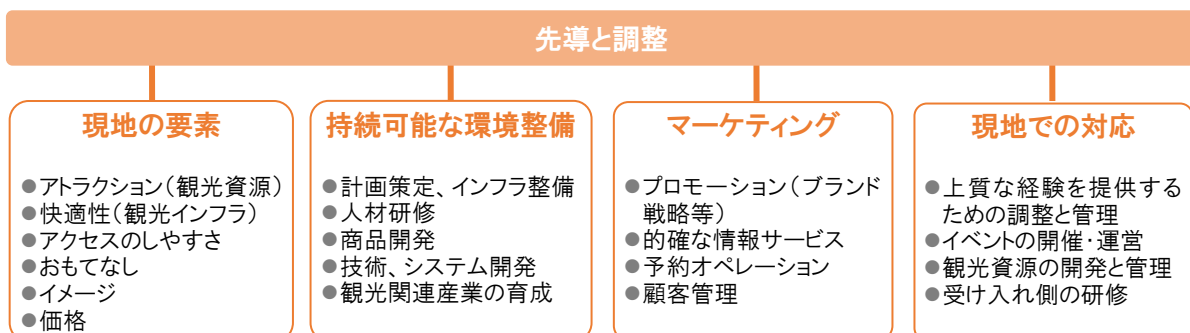 先導と調整
現地の要素
●アトラクション（観光資源）
●快適性（観光インフラ）
●アクセスのしやすさ
●おもてなし
●イメージ
●価格
持続可能な環境整備
●計画策定、インフラ整備
●人材研修
●商品開発
●技術、システム開発
●観光関連産業の育成
マーケティング
●プロモーション（ブランド
戦略等）
●的確な情報サービス
●予約オペレーション
●顧客管理
現地での対応
●上質な経験を提供する
ための調整と管理
●イベントの開催・運営
●観光資源の開発と管理
●受け入れ側の研修